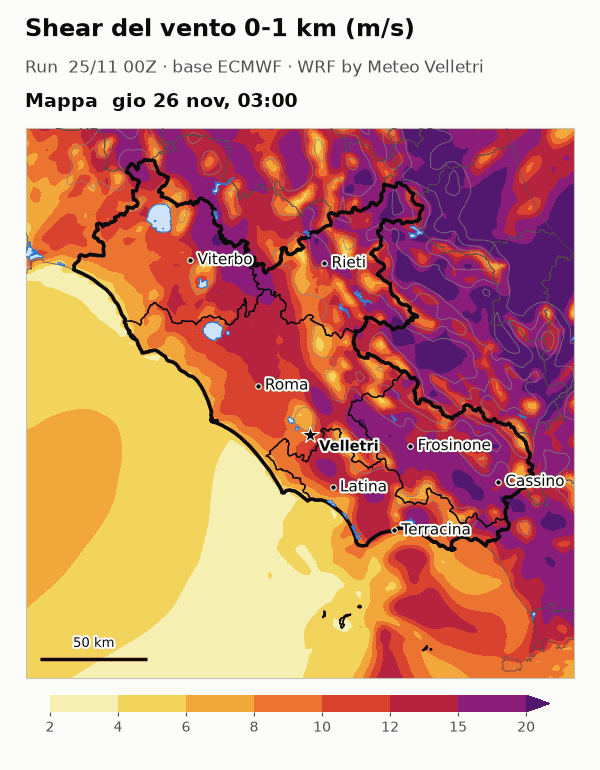 Shear del vento 0-1 km (m/s)
Run  25/11 00Z · base ECMWF · WRF by Meteo Velletri
Mappa  gio 26 nov, 03:00
Viterbo
Rieti
Roma
Velletri
Frosinone
Latina
Cassino
Terracina
50 km
2 4 6 8 10 12 15 20